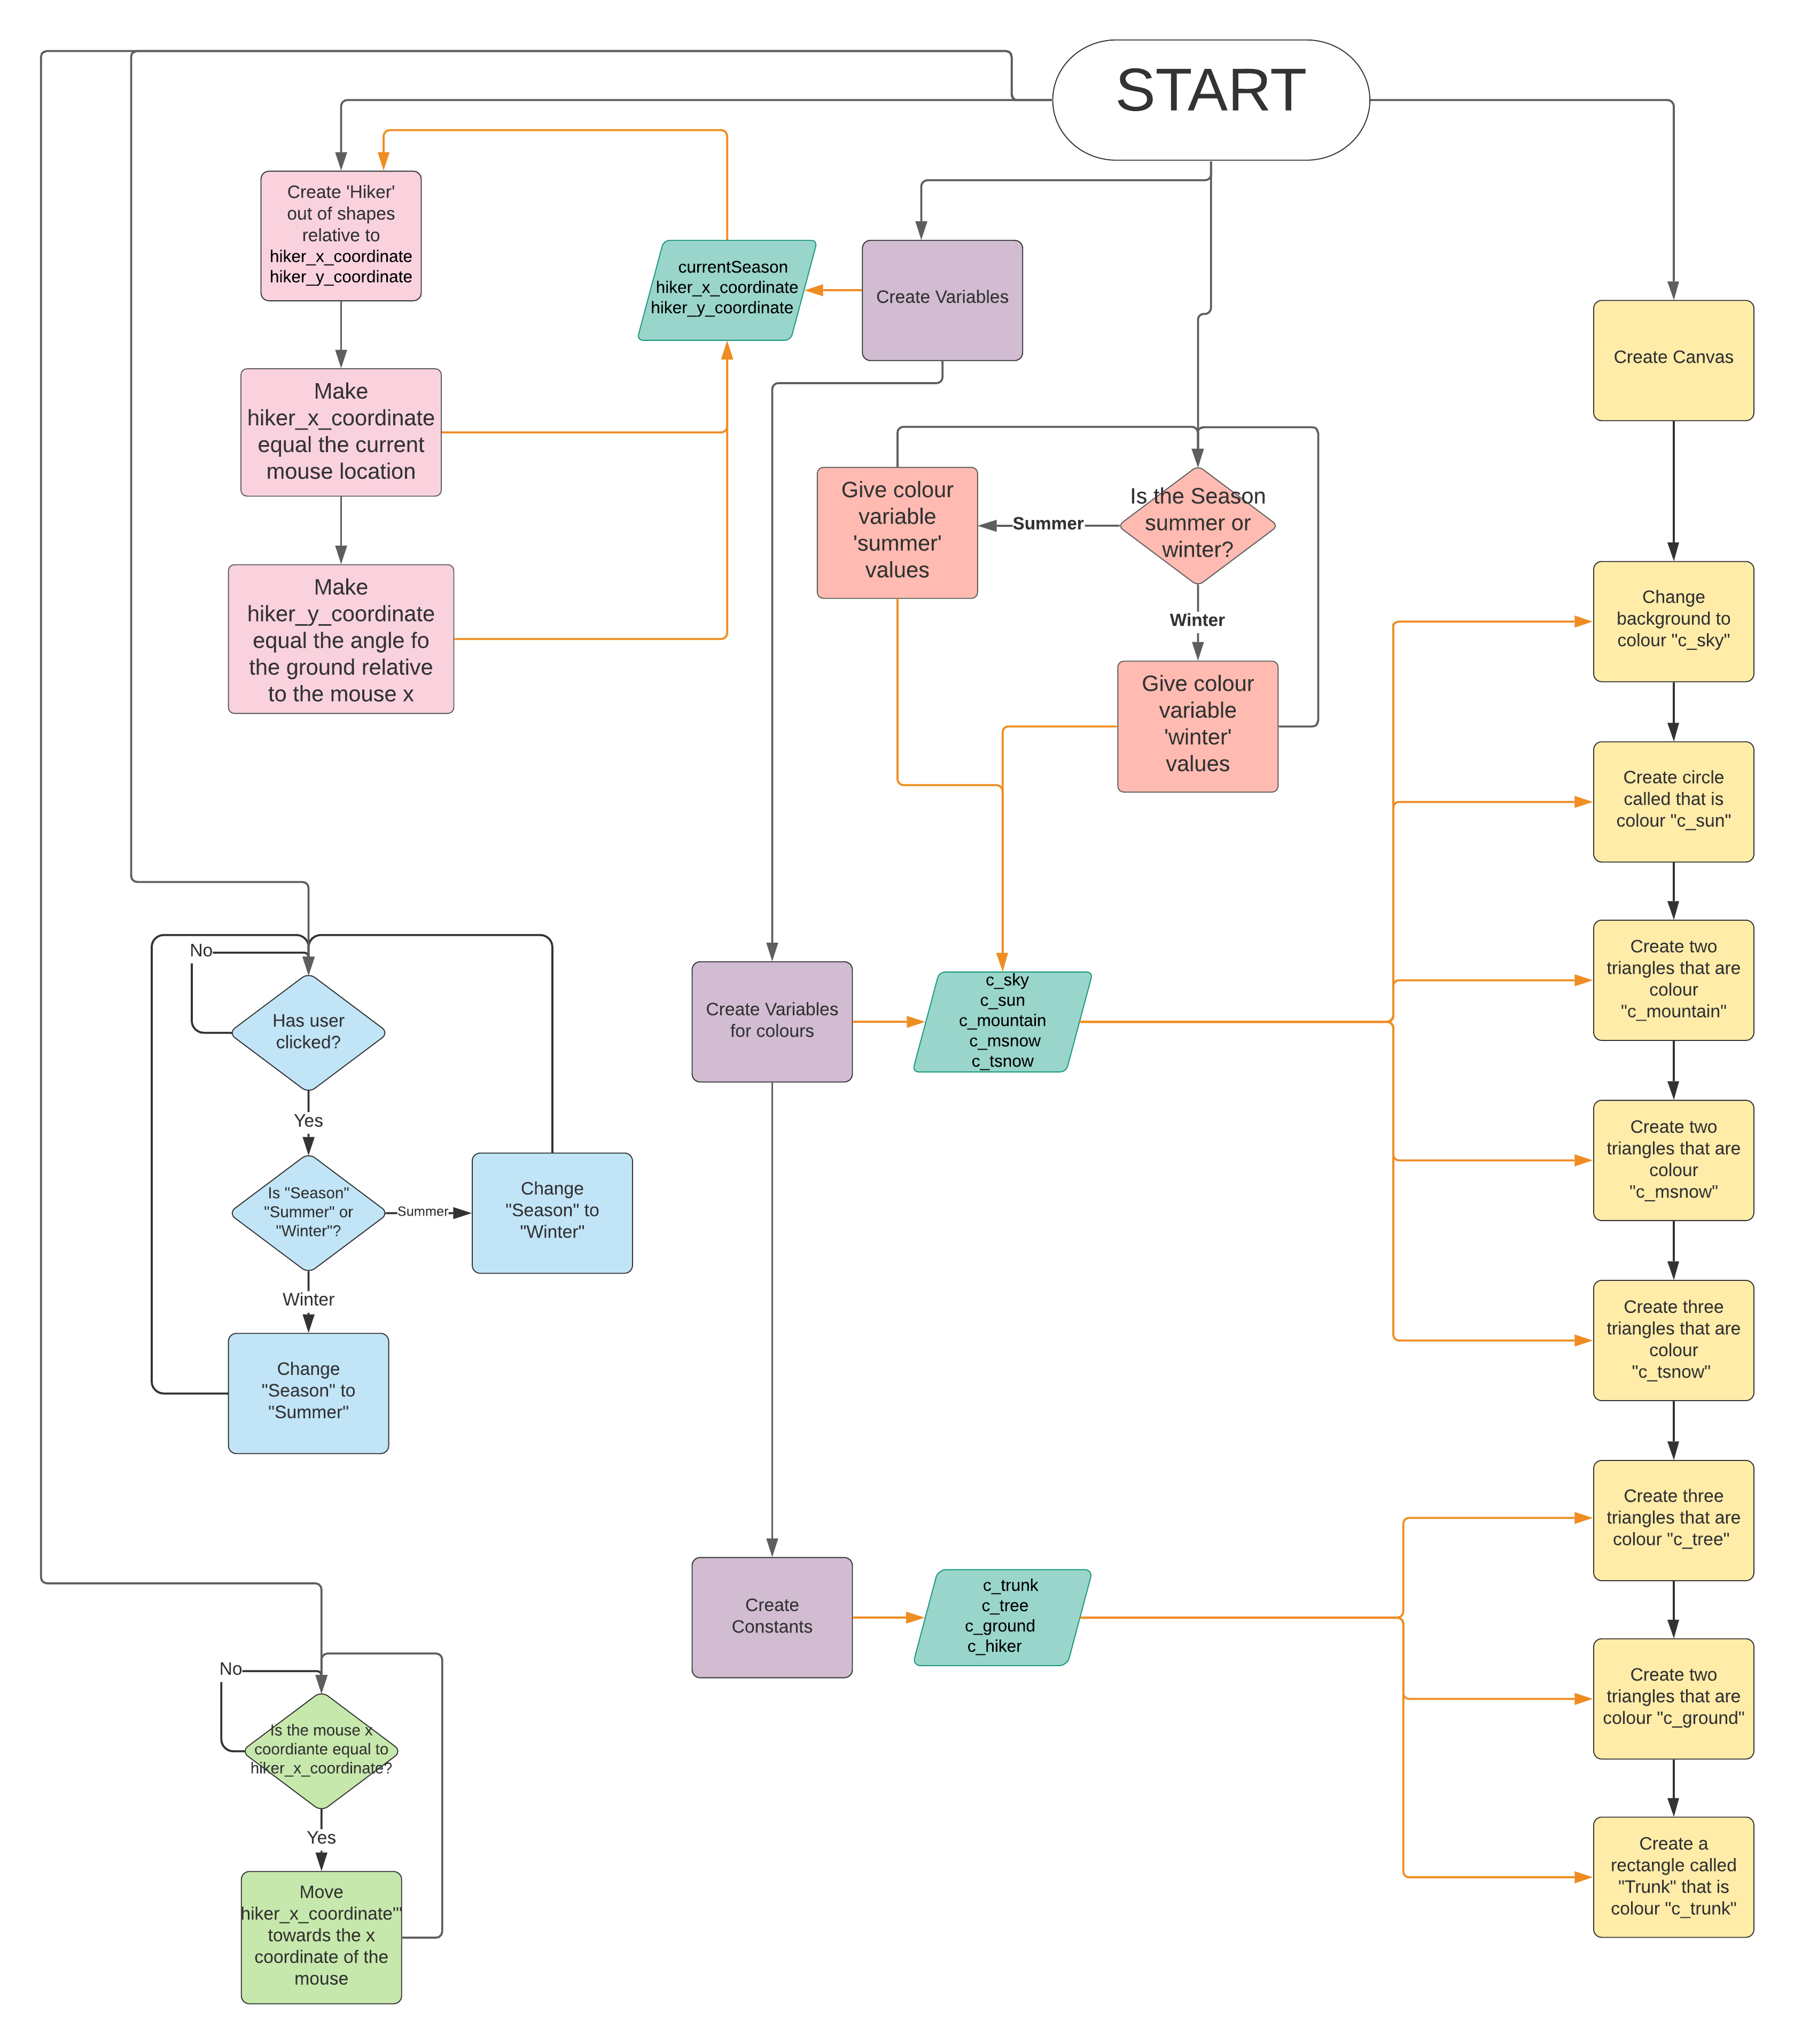 START
Create 'Hiker'
out of shapes
relative to
hiker_x_coordinate
hiker_y_coordinate
currentSeason
hiker_x_coordinate
hiker_y_coordinate
Create Variables
Create Canvas
Make
hiker_x_coordinate
equal the current
mouse location
Give colour
variable
'summer'
values
Summer
Is the Season
summer or
winter?
Winter
Make
hiker_y_coordinate
equal the angle fo
the ground relative
to the mouse x
Give colour
variable
'winter'
values
Change
background to
colour "c_sky"
Create circle
called that is
colour "c_sun"
Create two
triangles that are
colour
"c_mountain"
No
Has user
clicked?
Yes
Create Variables
for colours
c_sky
c_sun
c_mountain
c_msnow
c_tsnow
Create two
triangles that are
colour
"c_msnow"
Is "Season"
"Summer" or
"Winter"?
Summer
Change
"Season" to
"Winter"
Winter
Change
"Season" to
"Summer"
Create three
triangles that are
colour
"c_tsnow"
Create three
triangles that are
colour "c_tree"
Create
Constants
c_trunk
c_tree
c_ground
c_hiker
Create two
triangles that are
colour "c_ground"
No
Is the mouse x
coordiante equal to
hiker_x_coordinate?
Yes
Move
hiker_x_coordinate'"
towards the x
coordinate of the
mouse
Create a
rectangle called
"Trunk" that is
colour "c_trunk"